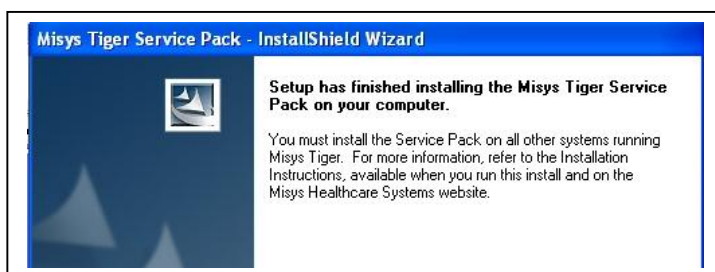 Misys Tiger Service Pack - InstallShield Wizard
Setup has finished installing the Misys Tiger Service
Pack on your computer.
You must install the Service Pack on all other systems running
Misys Tiger. For more information, refer to the Installation
Instructions, available when you run this install and on the
Misys Healthcare Systems website.